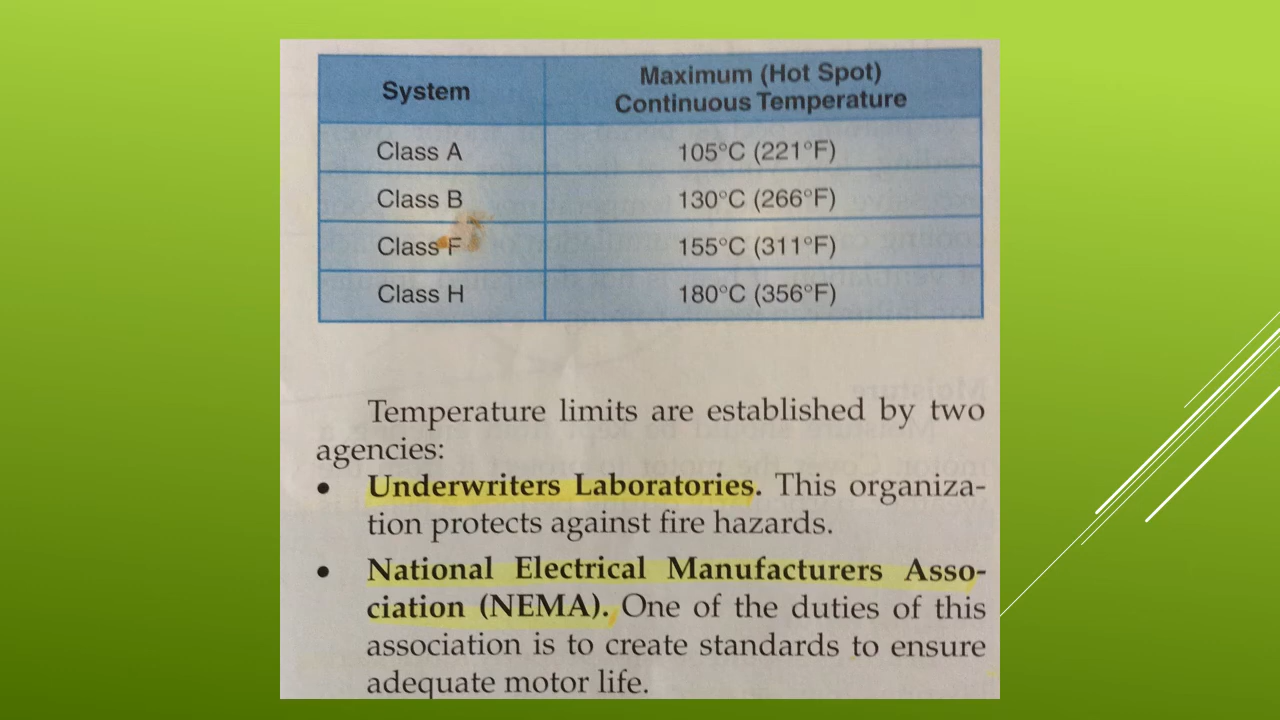 System Maximum (Hot Spot) Continuous Temperature
Class A 105°C (221°F)
Class B 130°C (266°F)
Class F 155°C (311°F)
Class H 180°C (356°F)
Temperature limits are established by two
agencies:
• Underwriters Laboratories. This organiza-
tion protects against fire hazards.
• National Electrical Manufacturers Asso-
ciation (NEMA). One of the duties of this
association is to create standards to ensure
adequate motor life.